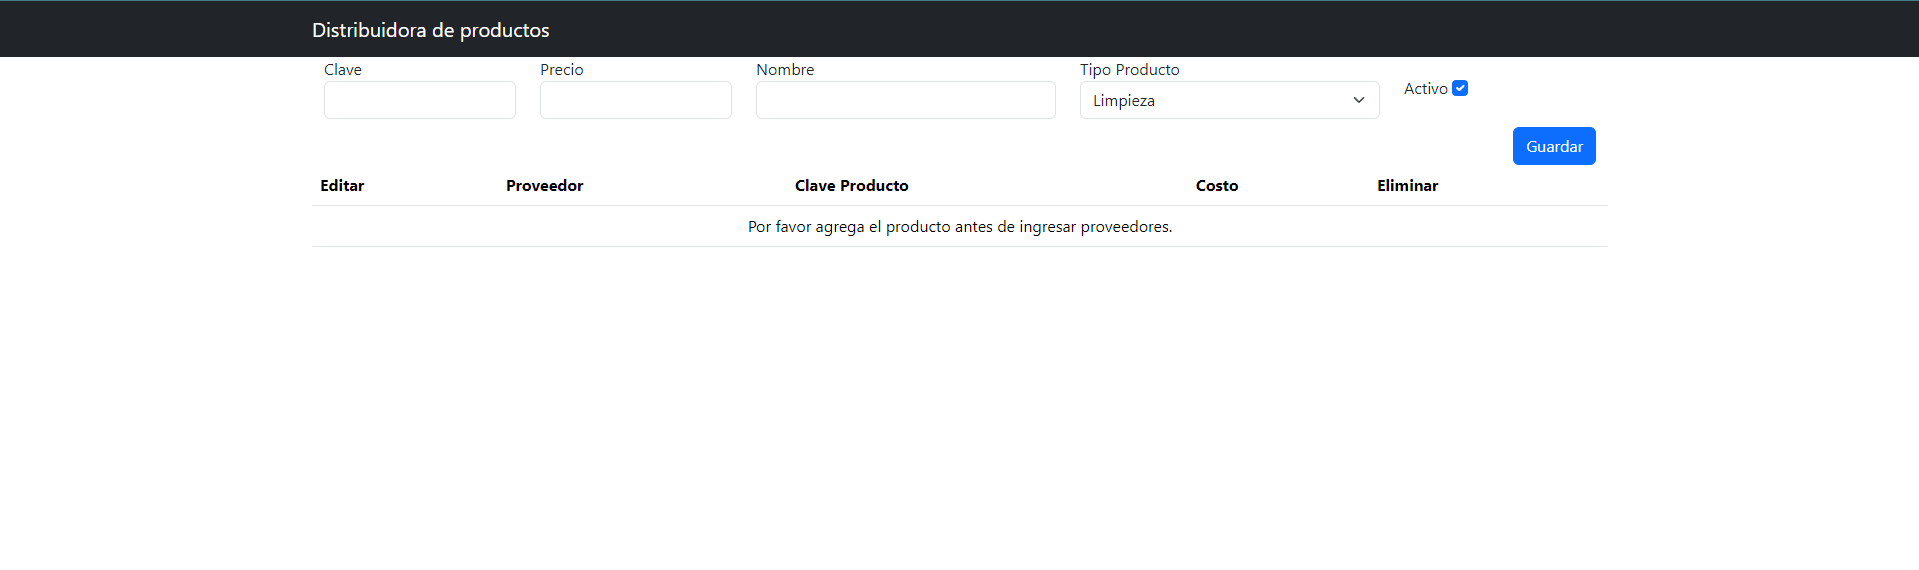 Distribuidora de productos
Clave Precio Nombre Tipo Producto
Limpieza Activo
Guardar
Editar Proveedor Clave Producto Costo Eliminar
Por favor agrega el producto antes de ingresar proveedores.